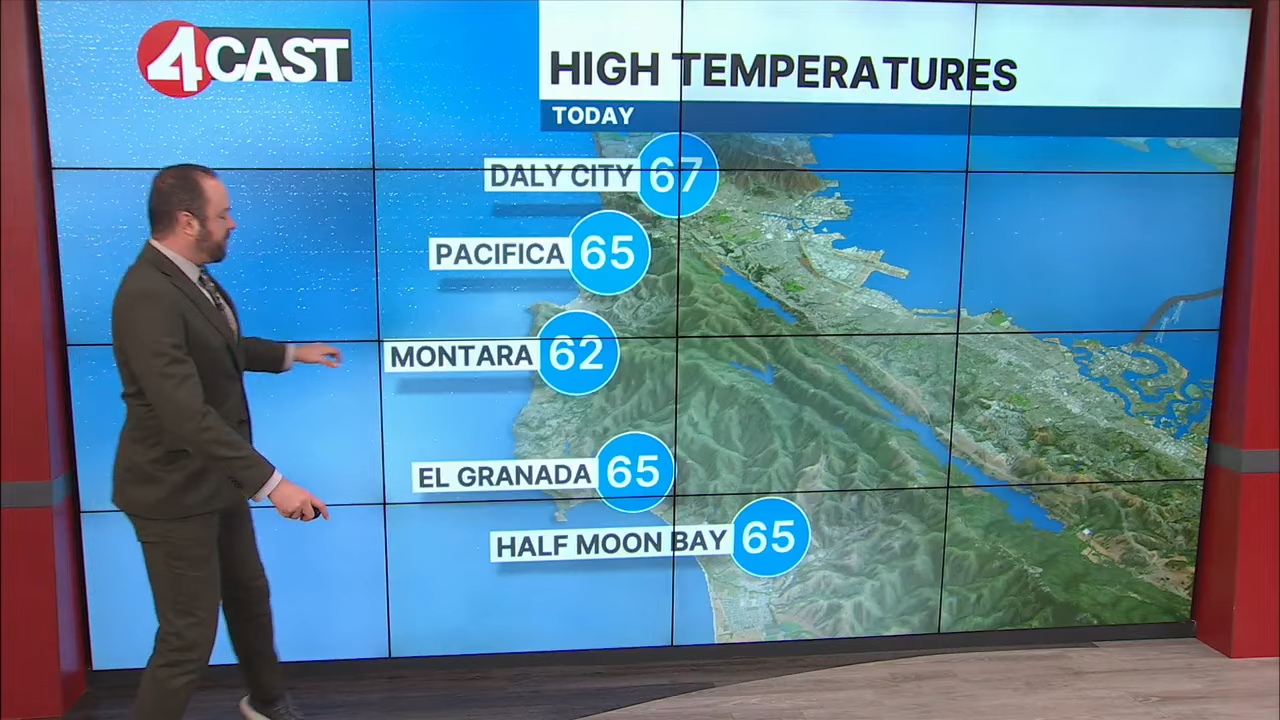 4CAST
HIGH TEMPERATURES
TODAY
DALY CITY 67
PACIFICA 65
MONTARA 62
EL GRANADA 65
HALF MOON BAY 65